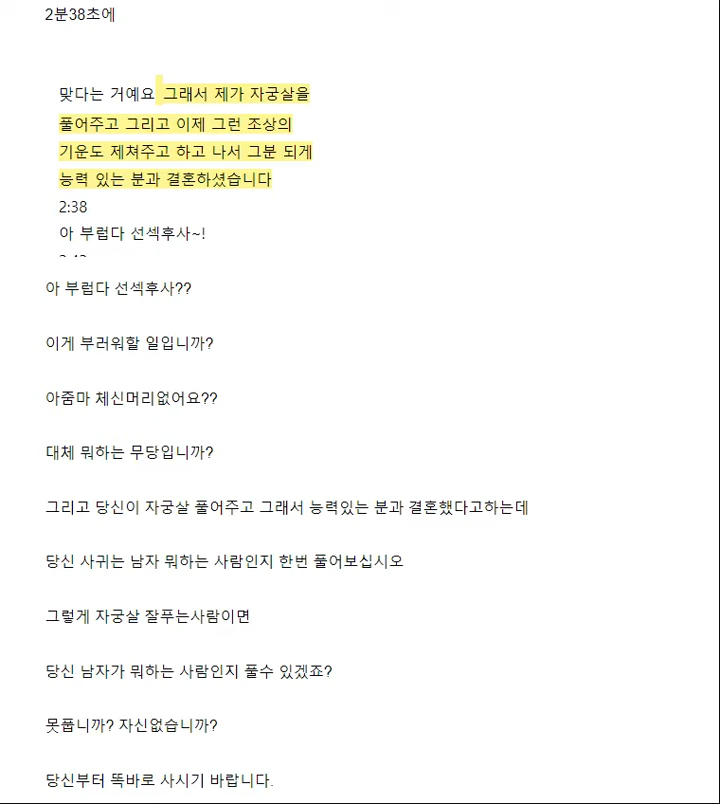 2분38초에
맞다는 거예요 그래서 제가 자궁살을
풀어주고 그리고 이제 그런 조상의
기운도 제쳐주고 하고 나서 그분 되게
능력 있는 분과 결혼하셨습니다
2:38
아 부럽다 선섹후사~!
아 부럽다 선섹후사??
이게 부러워할 일입니까?
아줌마 체신머리없어요??
대체 뭐하는 무당입니까?
그리고 당신이 자궁살 풀어주고 그래서 능력있는 분과 결혼했다고하는데
당신 사귀는 남자 뭐하는 사람인지 한번 풀어보십시오
그렇게 자궁살 잘푸는사람이면
당신 남자가 뭐하는 사람인지 풀수 있겠죠?
못풉니까? 자신없습니까?
당신부터 똑바로 사시기 바랍니다.